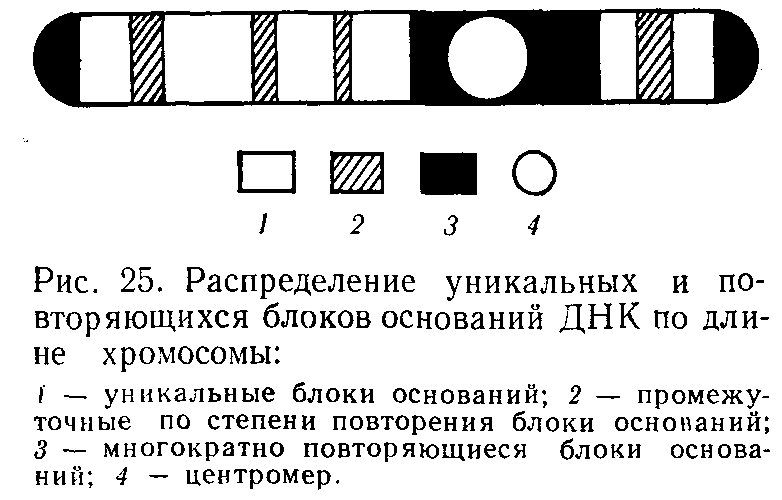 1 2 3 4
Рис. 25. Распределение уникальных и по-
вторяющихся блоков оснований ДНК по дли-
не хромосомы:
1 — уникальные блоки оснований; 2 — промежу-
точные по степени повторения блоки оснований;
3 — многократно повторяющиеся блоки основа-
ний; 4 — центромер.